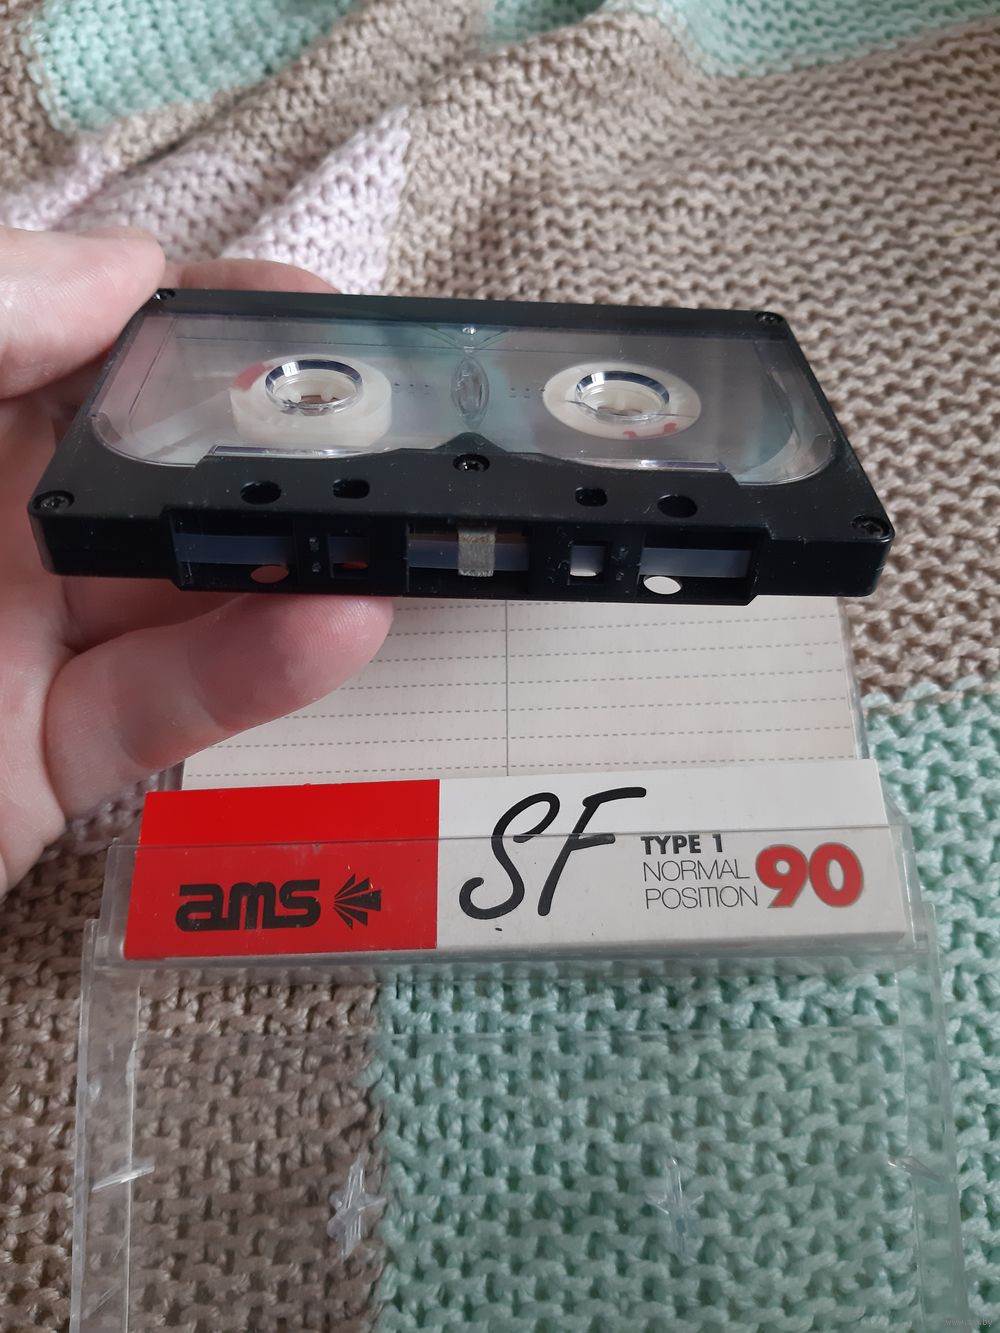 ams
SF
TYPE 1
NORMAL
POSITION
90